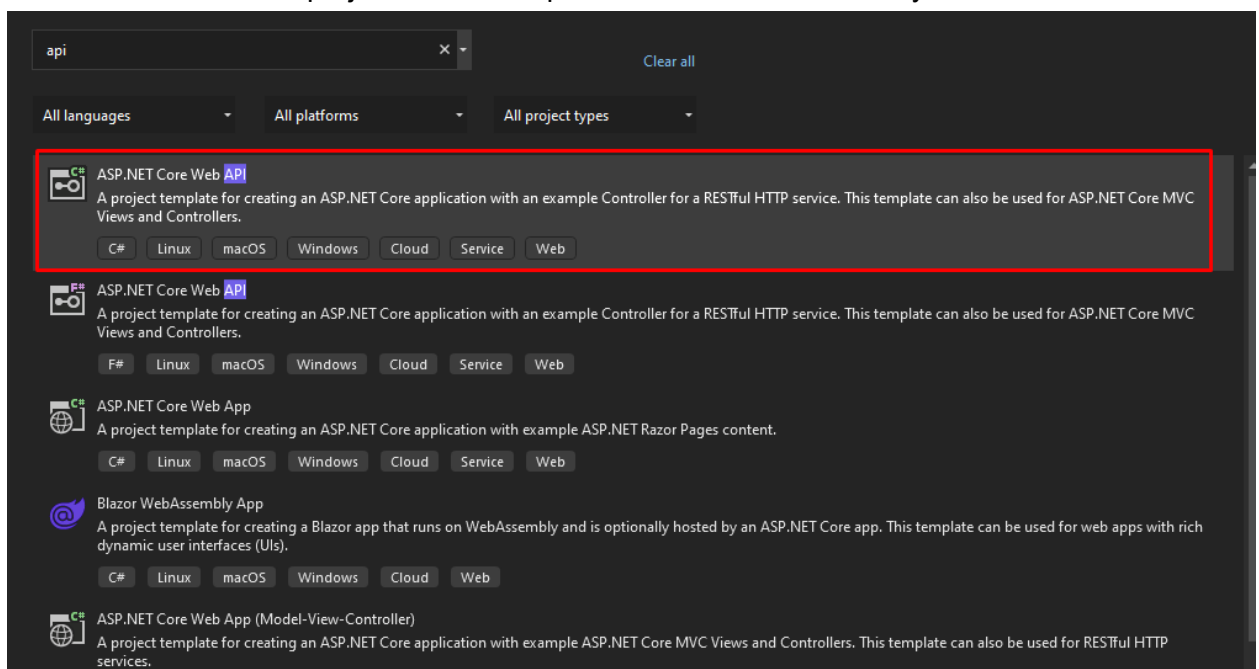 api
Clear all
All languages All platforms All project types
C#
ASP.NET Core Web API
A project template for creating an ASP.NET Core application with an example Controller for a RESTful HTTP service. This template can also be used for ASP.NET Core MVC
Views and Controllers.
C# Linux macOS Windows Cloud Service Web
F#
ASP.NET Core Web API
A project template for creating an ASP.NET Core application with an example Controller for a RESTful HTTP service. This template can also be used for ASP.NET Core MVC
Views and Controllers.
F# Linux macOS Windows Cloud Service Web
C#
ASP.NET Core Web App
A project template for creating an ASP.NET Core application with example ASP.NET Razor Pages content.
C# Linux macOS Windows Cloud Service Web
Blazor WebAssembly App
A project template for creating a Blazor app that runs on WebAssembly and is optionally hosted by an ASP.NET Core app. This template can be used for web apps with rich
dynamic user interfaces (UIs).
C# Linux macOS Windows Cloud Web
C#
ASP.NET Core Web App (Model-View-Controller)
A project template for creating an ASP.NET Core application with example ASP.NET Core MVC Views and Controllers. This template can also be used for RESTful HTTP
services.